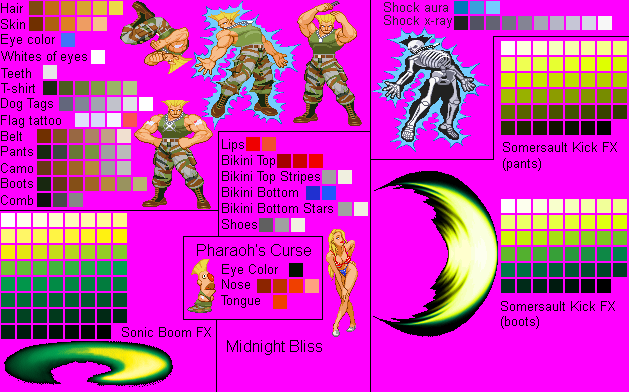 Hair
Skin
Eye color
Whites of eyes
Teeth
T-shirt
Dog Tags
Flag tattoo
Belt
Pants
Camo
Boots
Comb
Shock aura
Shock x-ray
Somersault Kick FX
(pants)
Lips
Bikini Top
Bikini Top Stripes
Bikini Bottom
Bikini Bottom Stars
Shoes
Pharaoh's Curse
Eye Color
Nose
Tongue
Midnight Bliss
Sonic Boom FX
Somersault Kick FX
(boots)